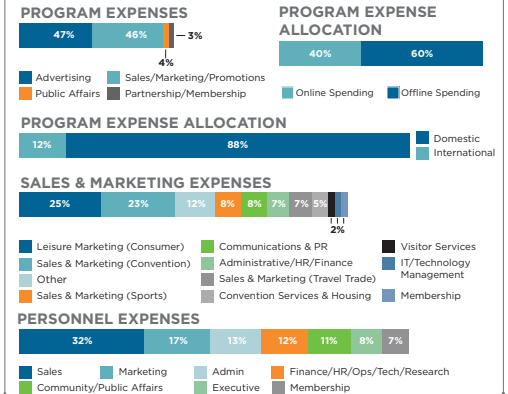 PROGRAM EXPENSES
47%
46%
3%
4%
Advertising
Sales/Marketing/Promotions
Public Affairs
Partnership/Membership
PROGRAM EXPENSE
ALLOCATION
40%
60%
Online Spending
Offline Spending
PROGRAM EXPENSE ALLOCATION
12%
88%
Domestic
International
SALES & MARKETING EXPENSES
25%
23%
12%
8%
8%
7%
7%
5%
2%
Leisure Marketing (Consumer)
Sales & Marketing (Convention)
Other
Sales & Marketing (Sports)
Communications & PR
Administrative/HR/Finance
Sales & Marketing (Travel Trade)
Convention Services & Housing
Visitor Services
IT/Technology
Management
Membership
PERSONNEL EXPENSES
32%
17%
13%
12%
11%
8%
7%
Sales
Marketing
Admin
Finance/HR/Ops/Tech/Research
Community/Public Affairs
Executive
Membership